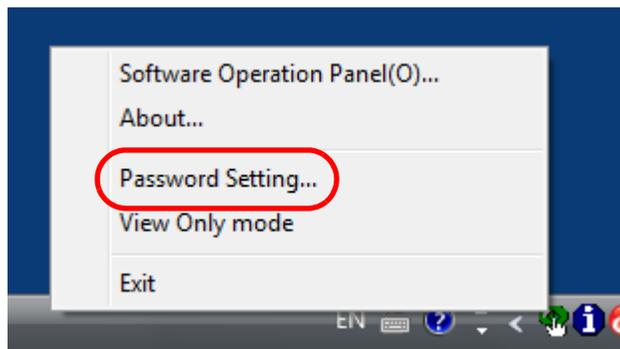 Software Operation Panel(O)...
About...
Password Setting...
View Only mode
Exit
EN